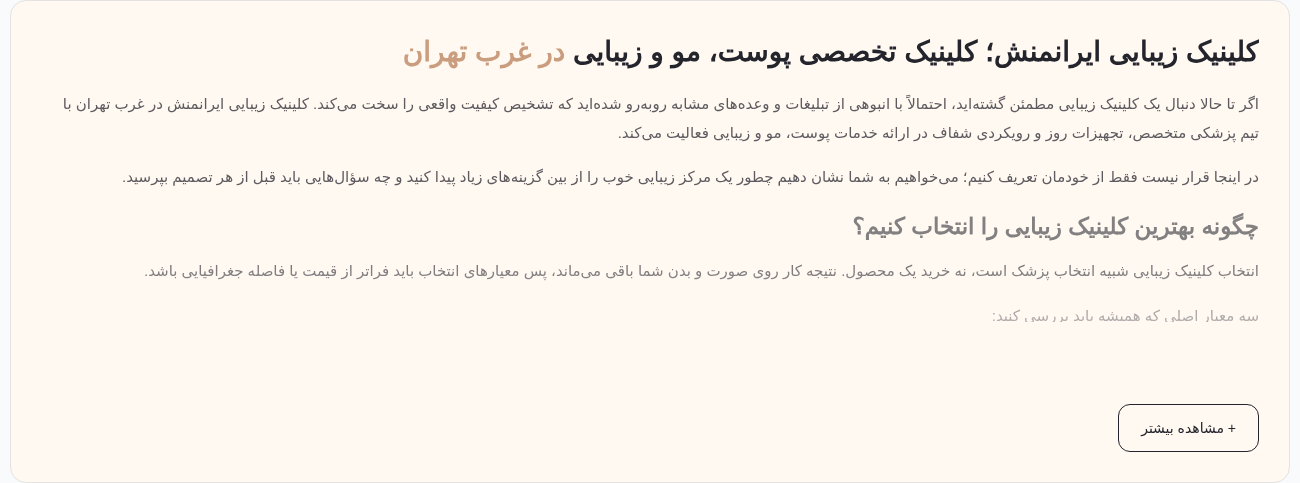 کلینیک زیبایی ایرانمنش؛ کلینیک تخصصی پوست، مو و زیبایی در غرب تهران
اگر تا حالا دنبال یک کلینیک زیبایی مطمئن گشته‌اید، احتمالاً با انبوهی از تبلیغات و وعده‌های مشابه روبه‌رو شده‌اید که تشخیص کیفیت واقعی را سخت می‌کند. کلینیک زیبایی ایرانمنش در غرب تهران با
تیم پزشکی متخصص، تجهیزات روز و رویکردی شفاف در ارائه خدمات پوست، مو و زیبایی فعالیت می‌کند.
در اینجا قرار نیست فقط از خودمان تعریف کنیم؛ می‌خواهیم به شما نشان دهیم چطور یک مرکز زیبایی خوب را از بین گزینه‌های زیاد پیدا کنید و چه سؤال‌هایی باید قبل از هر تصمیم بپرسید.
چگونه بهترین کلینیک زیبایی را انتخاب کنیم؟
انتخاب کلینیک زیبایی شبیه انتخاب پزشک است، نه خرید یک محصول. نتیجه کار روی صورت و بدن شما باقی می‌ماند، پس معیارهای انتخاب باید فراتر از قیمت یا فاصله جغرافیایی باشد.
سه معیار اصلی که همیشه باید بررسی کنید:
+ مشاهده بیشتر